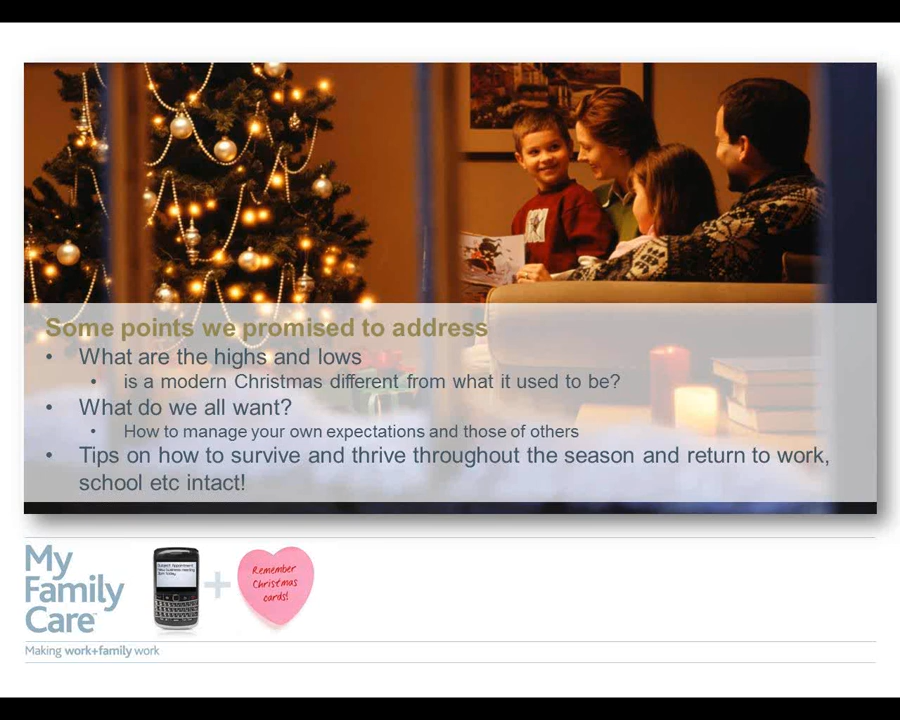 Some points we promised to address
• What are the highs and lows
• is a modern Christmas different from what it used to be?
• What do we all want?
• How to manage your own expectations and those of others
• Tips on how to survive and thrive throughout the season and return to work,
school etc intact!
My
Family
Care™
Remember
Christmas
cards!
Making work+family work